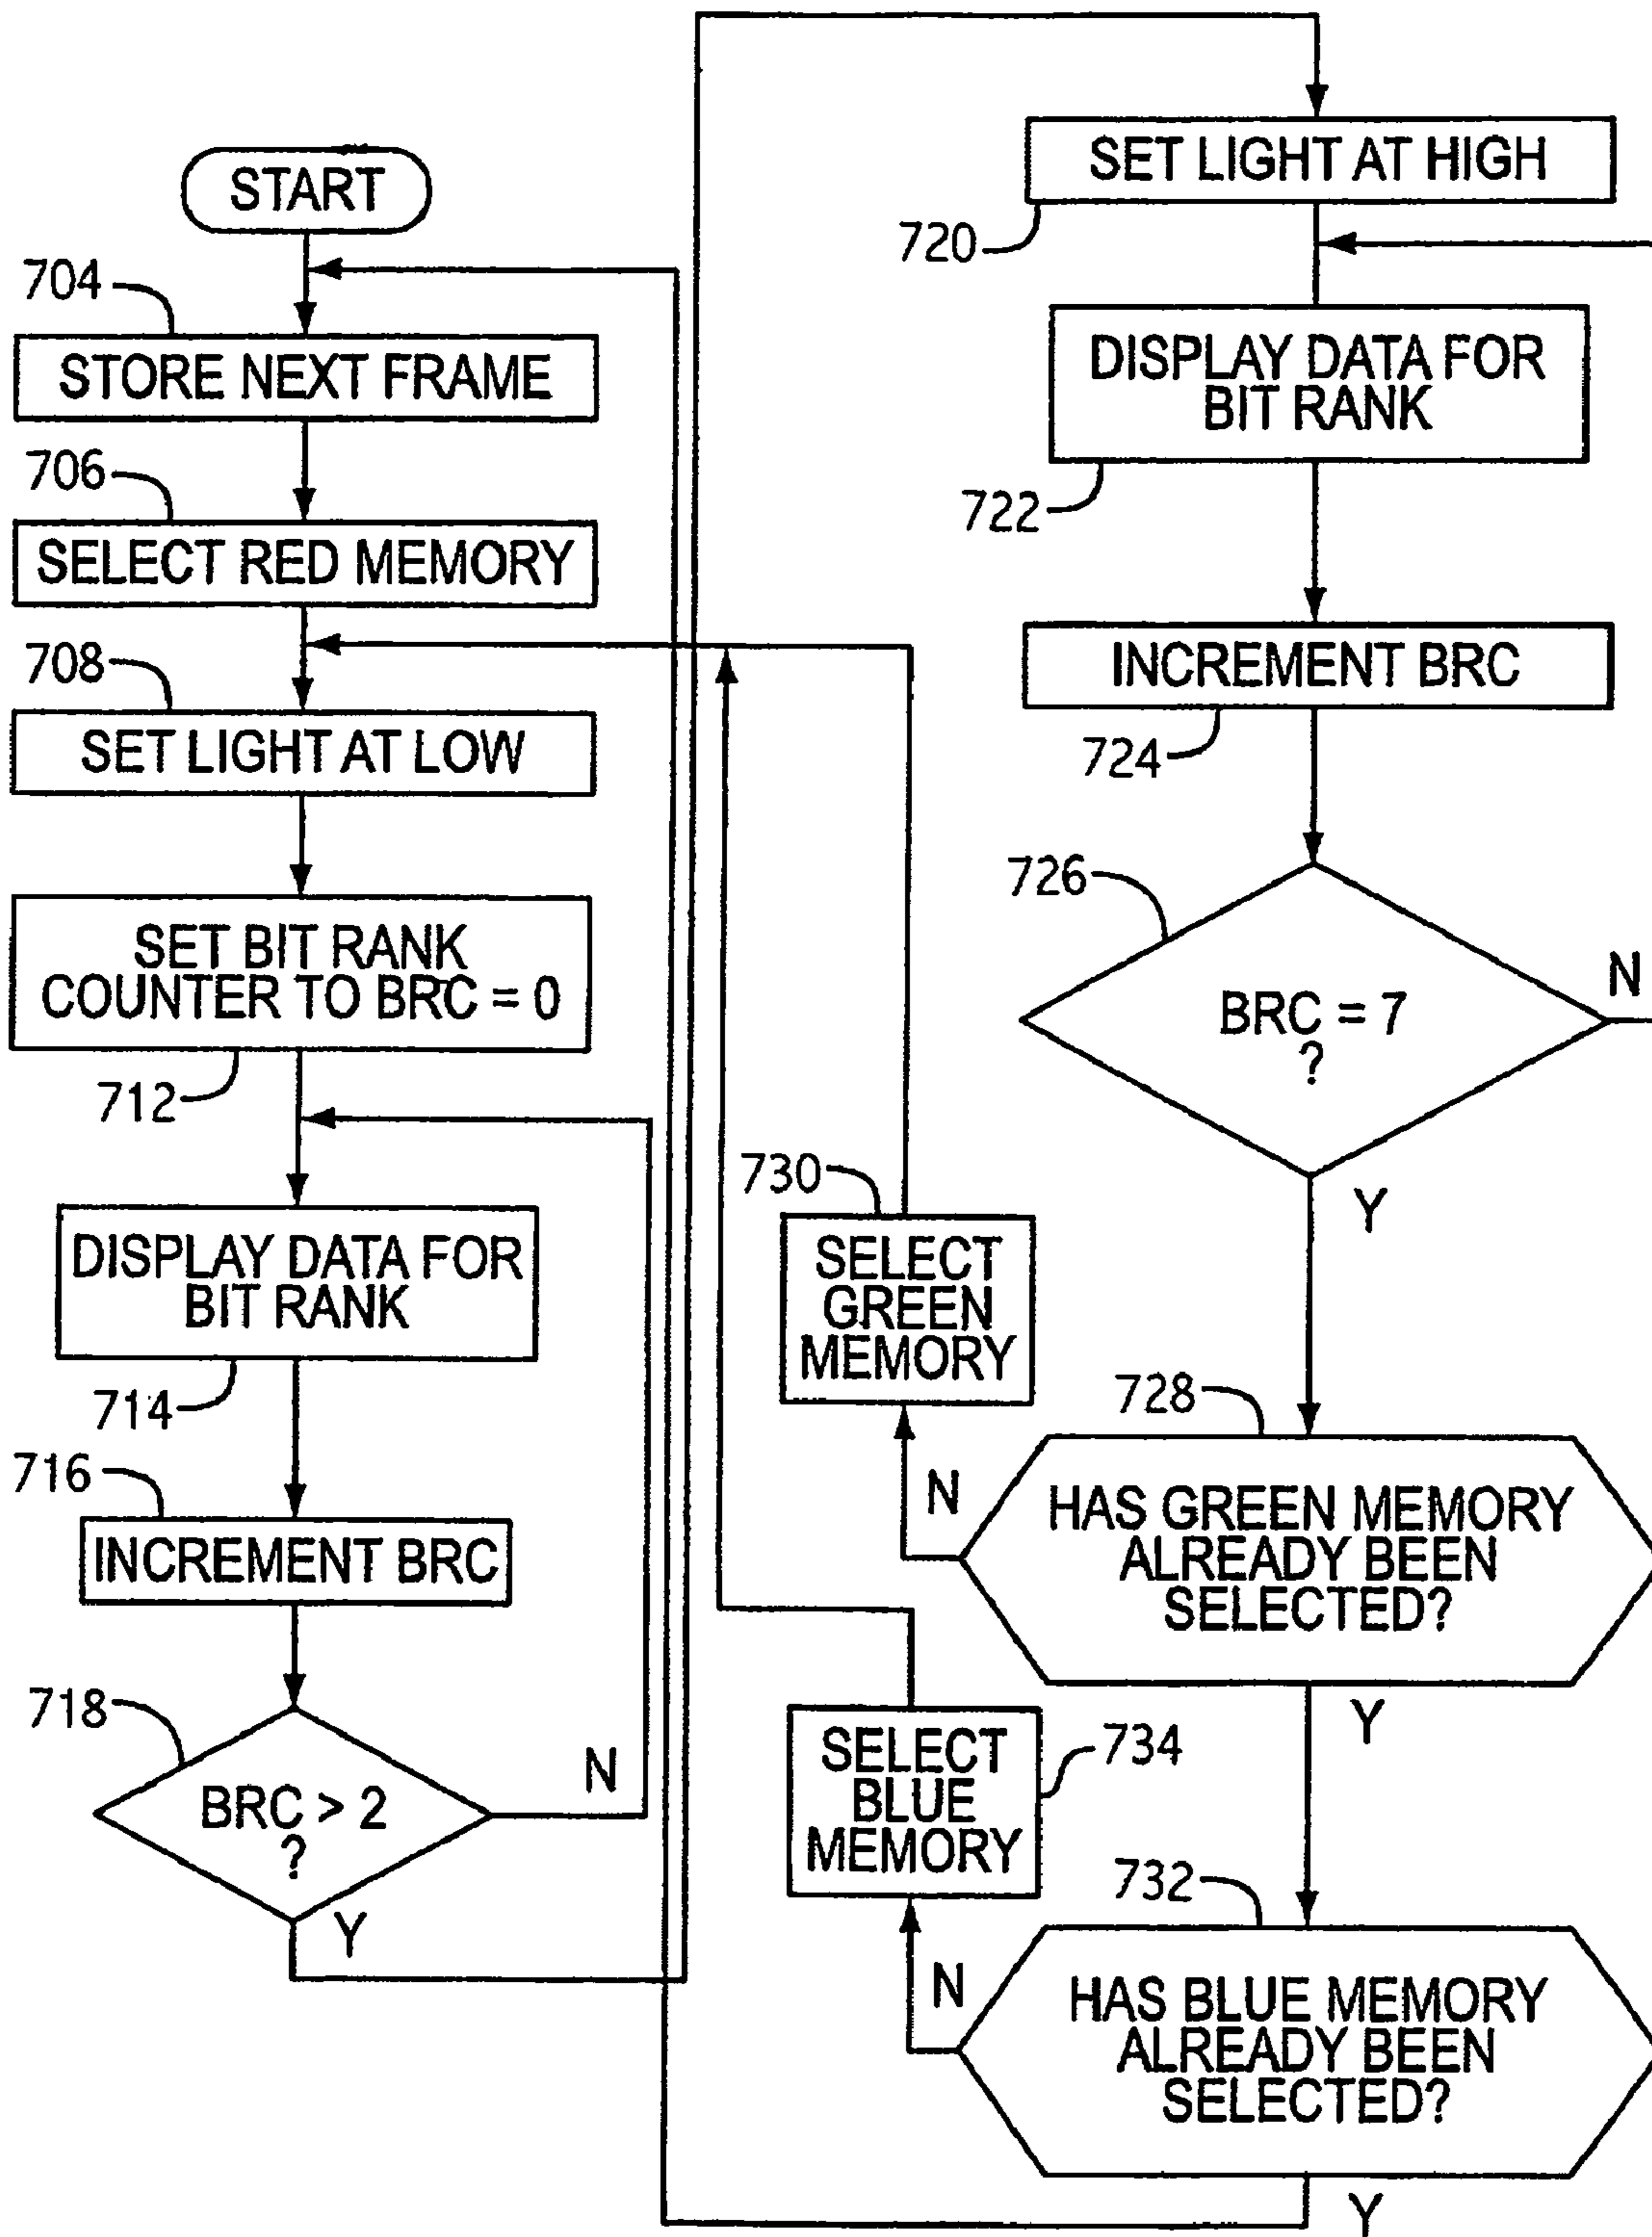 START
704
STORE NEXT FRAME
706
SELECT RED MEMORY
708
SET LIGHT AT LOW
SET BIT RANK
COUNTER TO BRC = 0
712
DISPLAY DATA FOR
BIT RANK
714
716
INCREMENT BRC
718
BRC > 2
?
N
Y
SET LIGHT AT HIGH
720
DISPLAY DATA FOR
BIT RANK
722
INCREMENT BRC
724
726
BRC = 7
?
N
Y
730
SELECT
GREEN
MEMORY
728
N
HAS GREEN MEMORY
ALREADY BEEN
SELECTED?
Y
SELECT
BLUE
MEMORY
734
732
N
HAS BLUE MEMORY
ALREADY BEEN
SELECTED?
Y